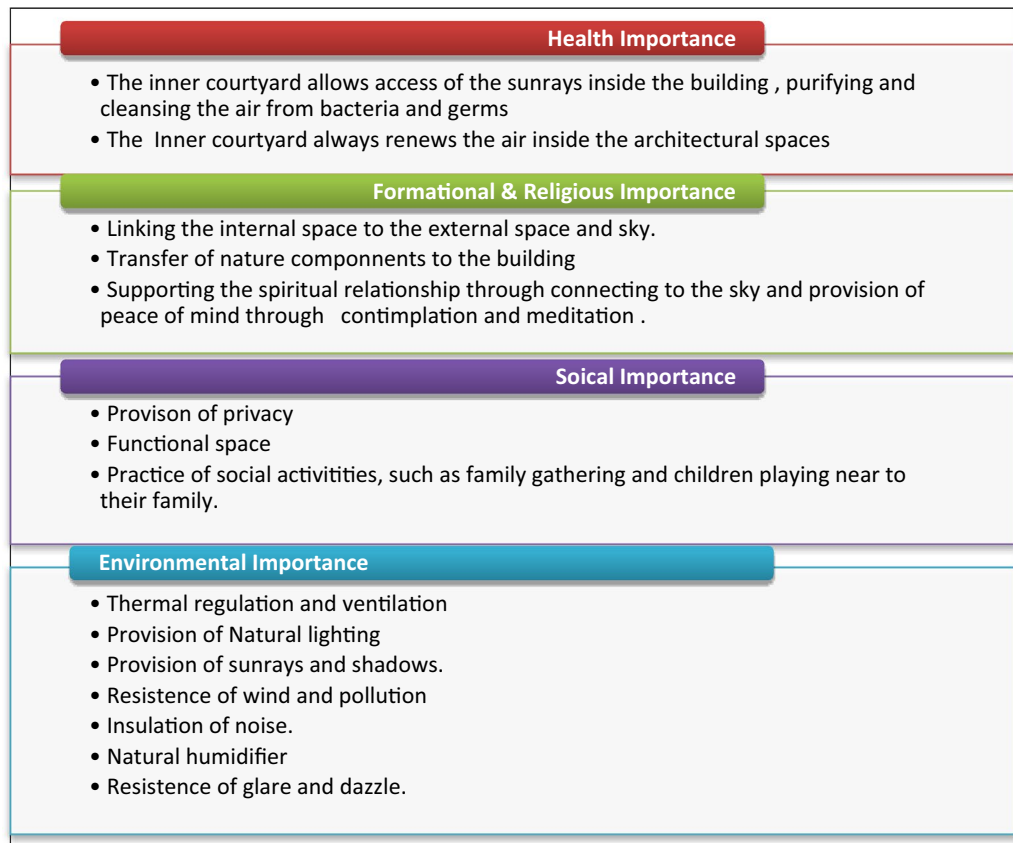 Health Importance
• The inner courtyard allows access of the sunrays inside the building , purifying and
cleansing the air from bacteria and germs
• The Inner courtyard always renews the air inside the architectural spaces
Formational & Religious Importance
• Linking the internal space to the external space and sky.
• Transfer of nature componnents to the building
• Supporting the spiritual relationship through connecting to the sky and provision of
peace of mind through contimplation and meditation .
Soical Importance
• Provison of privacy
• Functional space
• Practice of social activitities, such as family gathering and children playing near to
their family.
Environmental Importance
• Thermal regulation and ventilation
• Provision of Natural lighting
• Provision of sunrays and shadows.
• Resistence of wind and pollution
• Insulation of noise.
• Natural humidifier
• Resistence of glare and dazzle.